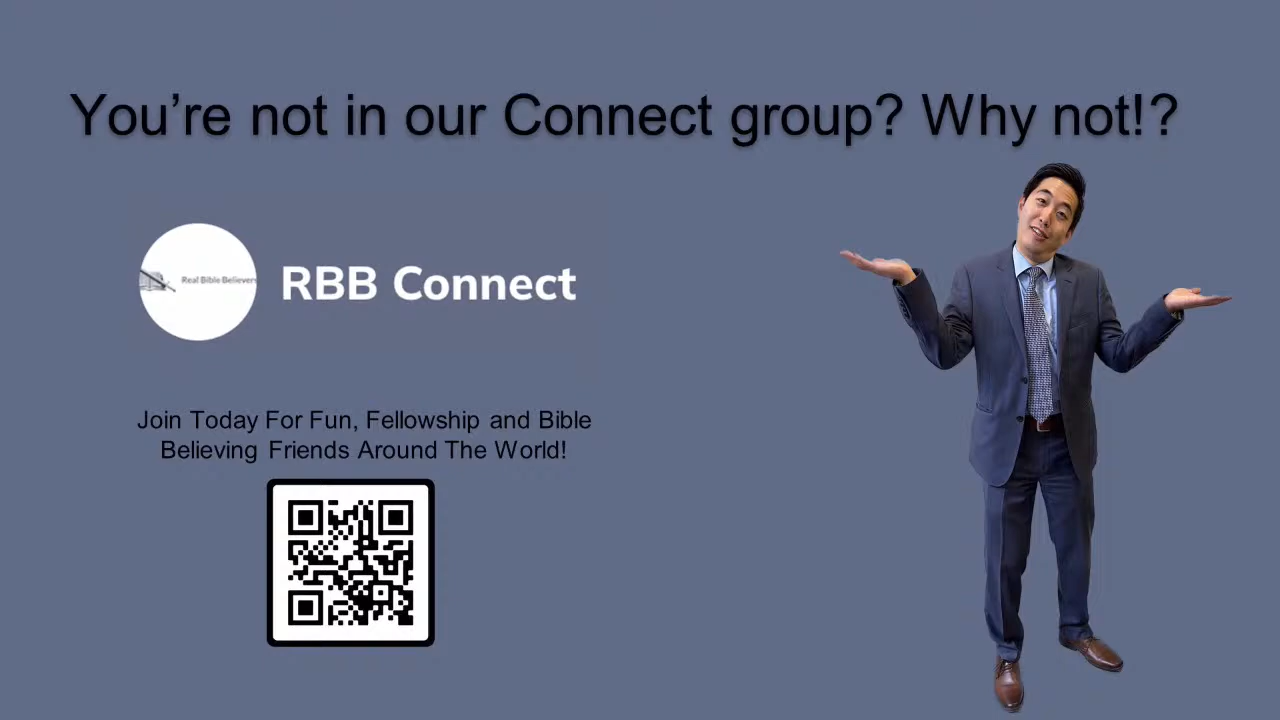 You’re not in our Connect group? Why not!?
Real Bible Believers
RBB Connect
Join Today For Fun, Fellowship and Bible
Believing Friends Around The World!